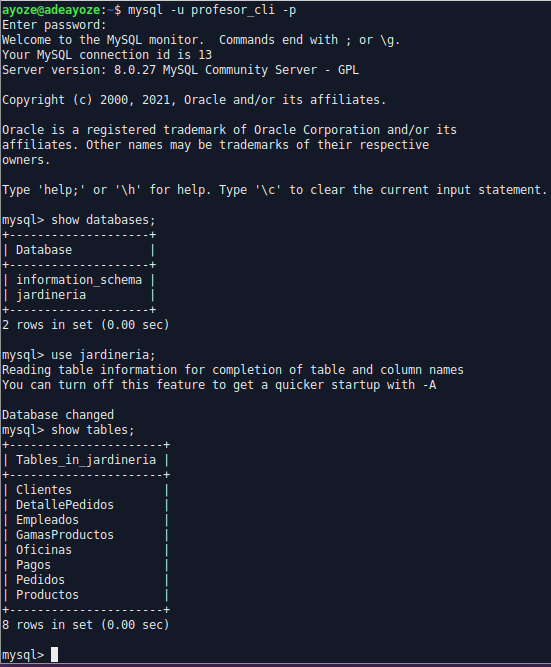 ayoze@adeayoze:~$ mysql -u profesor_cli -p
Enter password:
Welcome to the MySQL monitor.  Commands end with ; or \g.
Your MySQL connection id is 13
Server version: 8.0.27 MySQL Community Server - GPL

Copyright (c) 2000, 2021, Oracle and/or its affiliates.

Oracle is a registered trademark of Oracle Corporation and/or its
affiliates. Other names may be trademarks of their respective
owners.

Type 'help;' or '\h' for help. Type '\c' to clear the current input statement.

mysql> show databases;
+--------------------+
| Database           |
+--------------------+
| information_schema |
| jardineria         |
+--------------------+
2 rows in set (0.00 sec)

mysql> use jardineria;
Reading table information for completion of table and column names
You can turn off this feature to get a quicker startup with -A

Database changed
mysql> show tables;
+----------------------+
| Tables_in_jardineria |
+----------------------+
| Clientes             |
| DetallePedidos       |
| Empleados            |
| GamasProductos       |
| Oficinas             |
| Pagos                |
| Pedidos              |
| Productos            |
+----------------------+
8 rows in set (0.00 sec)

mysql>